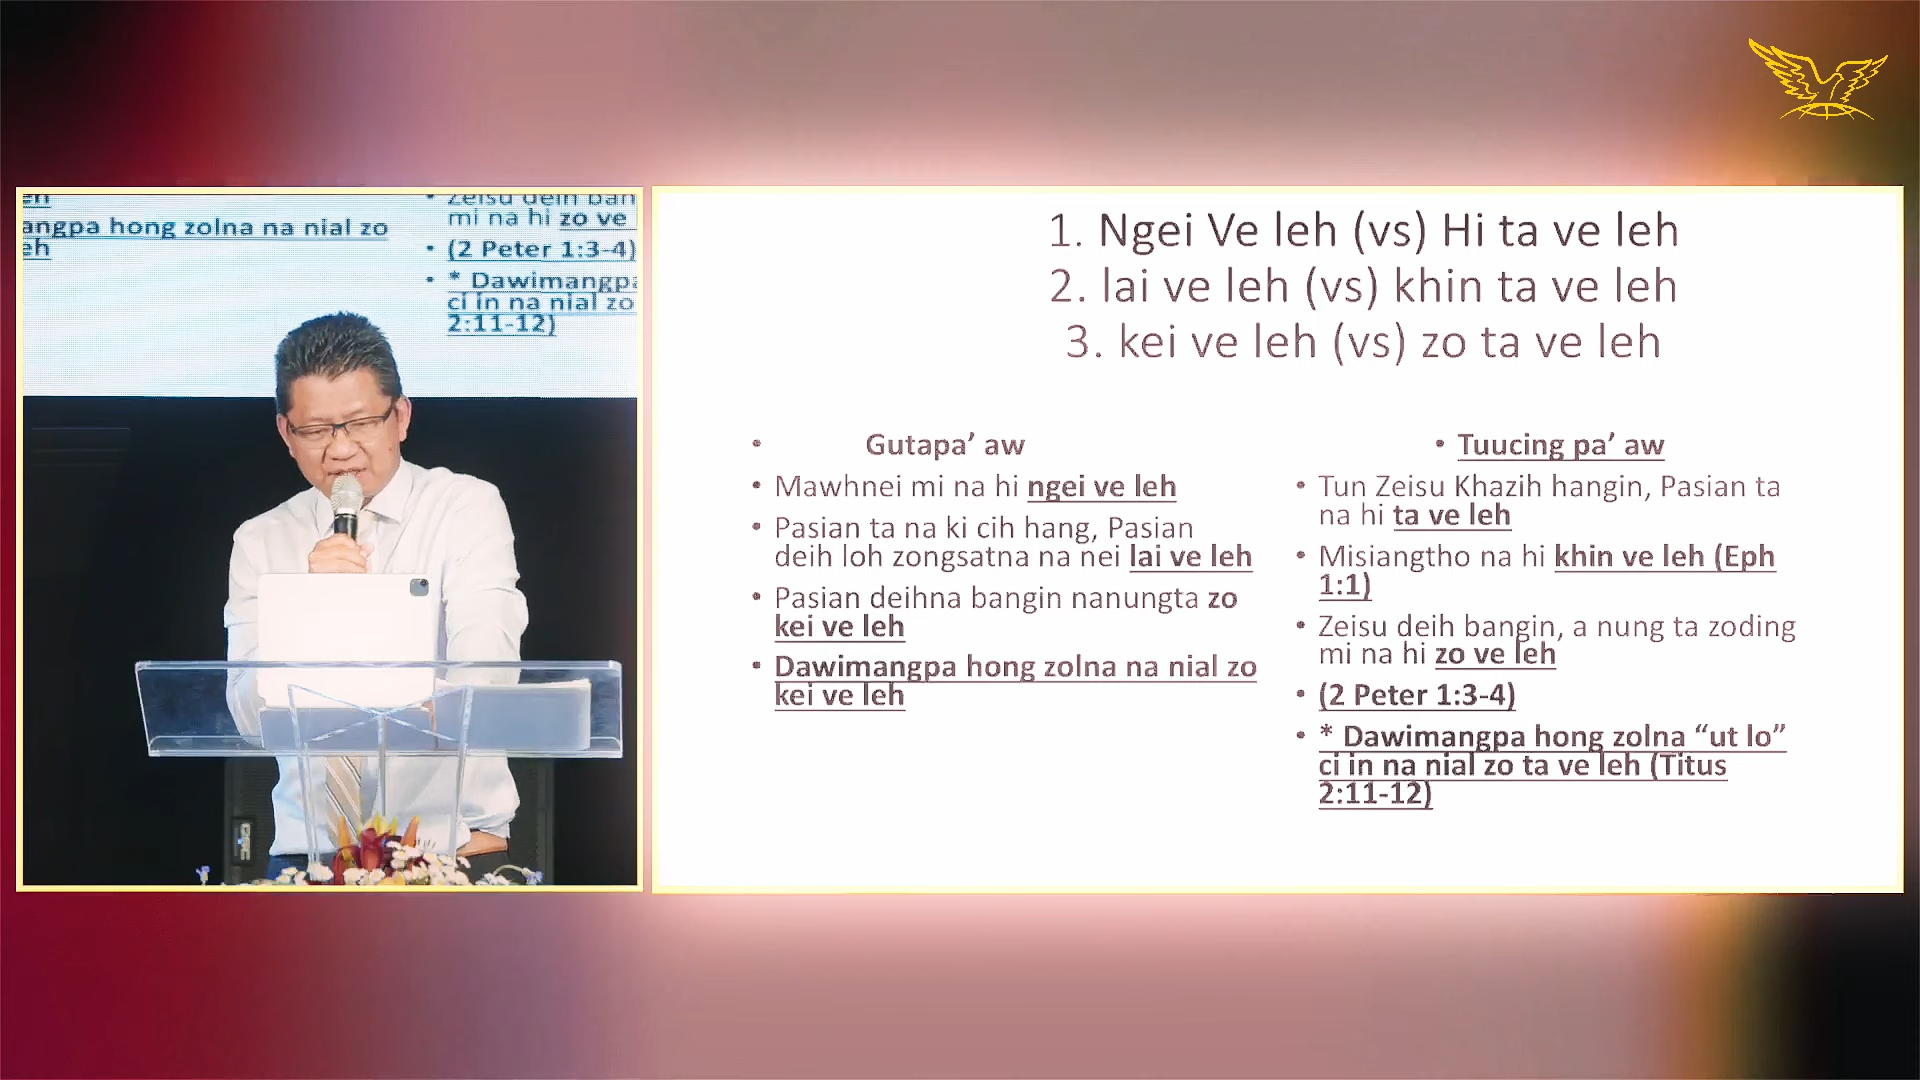 eh
angpa hong zolna na nial zo
eh
• Zeisu deih ban
mi na hi zo ve
• (2 Peter 1:3-4)
• * Dawimangpa
ci in na nial zo
2:11-12)
1. Ngei Ve leh (vs) Hi ta ve leh
2. lai ve leh (vs) khin ta ve leh
3. kei ve leh (vs) zo ta ve leh
• Gutapa’ aw
• Mawhnei mi na hi ngei ve leh
• Pasian ta na ki cih hang, Pasian
deih loh zongsatna na nei lai ve leh
• Pasian deihna bangin nanungta zo
kei ve leh
• Dawimangpa hong zolna na nial zo
kei ve leh
• Tuucing pa’ aw
• Tun Zeisu Khazih hangin, Pasian ta
na hi ta ve leh
• Misiangtho na hi khin ve leh (Eph
1:1)
• Zeisu deih bangin, a nung ta zoding
mi na hi zo ve leh
• (2 Peter 1:3-4)
• * Dawimangpa hong zolna “ut lo”
ci in na nial zo ta ve leh (Titus
2:11-12)